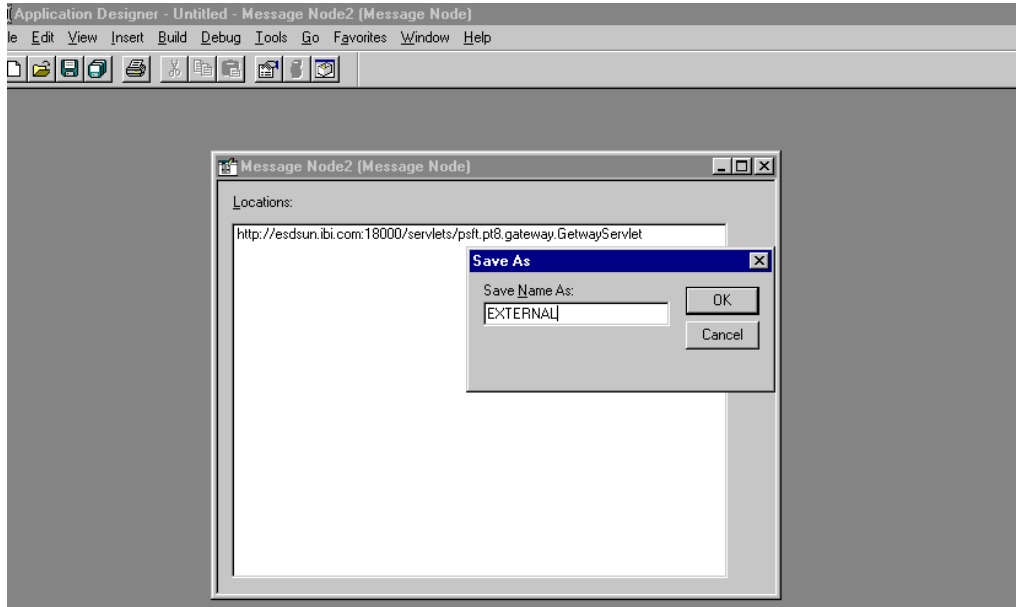 Application Designer - Untitled - Message Node2 (Message Node)
le Edit View Insert Build Debug Tools Go Favorites Window Help
Message Node2 (Message Node)
Locations:
http://esdsun.ibi.com:18000/servlets/psft.pt8.gateway.GetwayServlet
Save As
Save Name As:
OK
EXTERNAL
Cancel